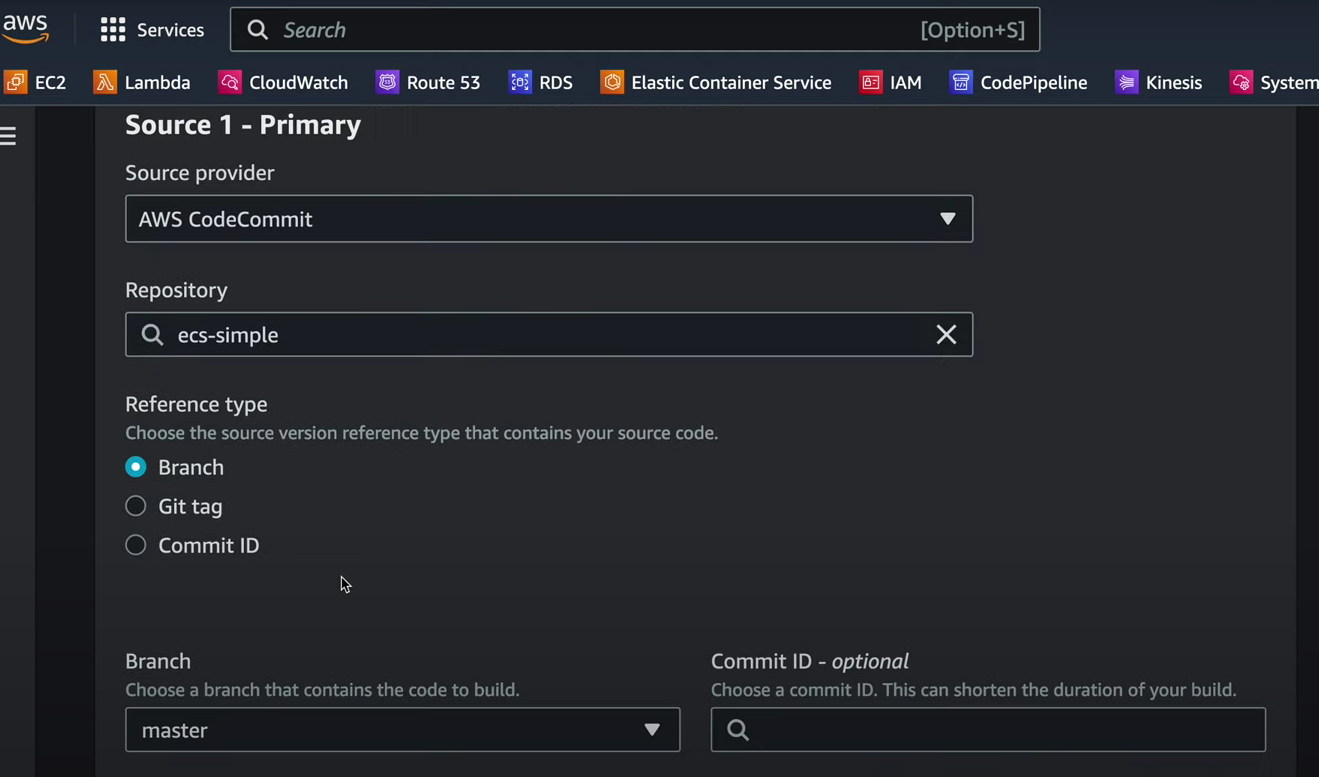 aws Services Search [Option+S]
EC2 Lambda CloudWatch Route 53 RDS Elastic Container Service IAM CodePipeline Kinesis System
Source 1 - Primary
Source provider
AWS CodeCommit
Repository
ecs-simple
Reference type
Choose the source version reference type that contains your source code.
Branch
Git tag
Commit ID
Branch
Choose a branch that contains the code to build.
master
Commit ID - optional
Choose a commit ID. This can shorten the duration of your build.